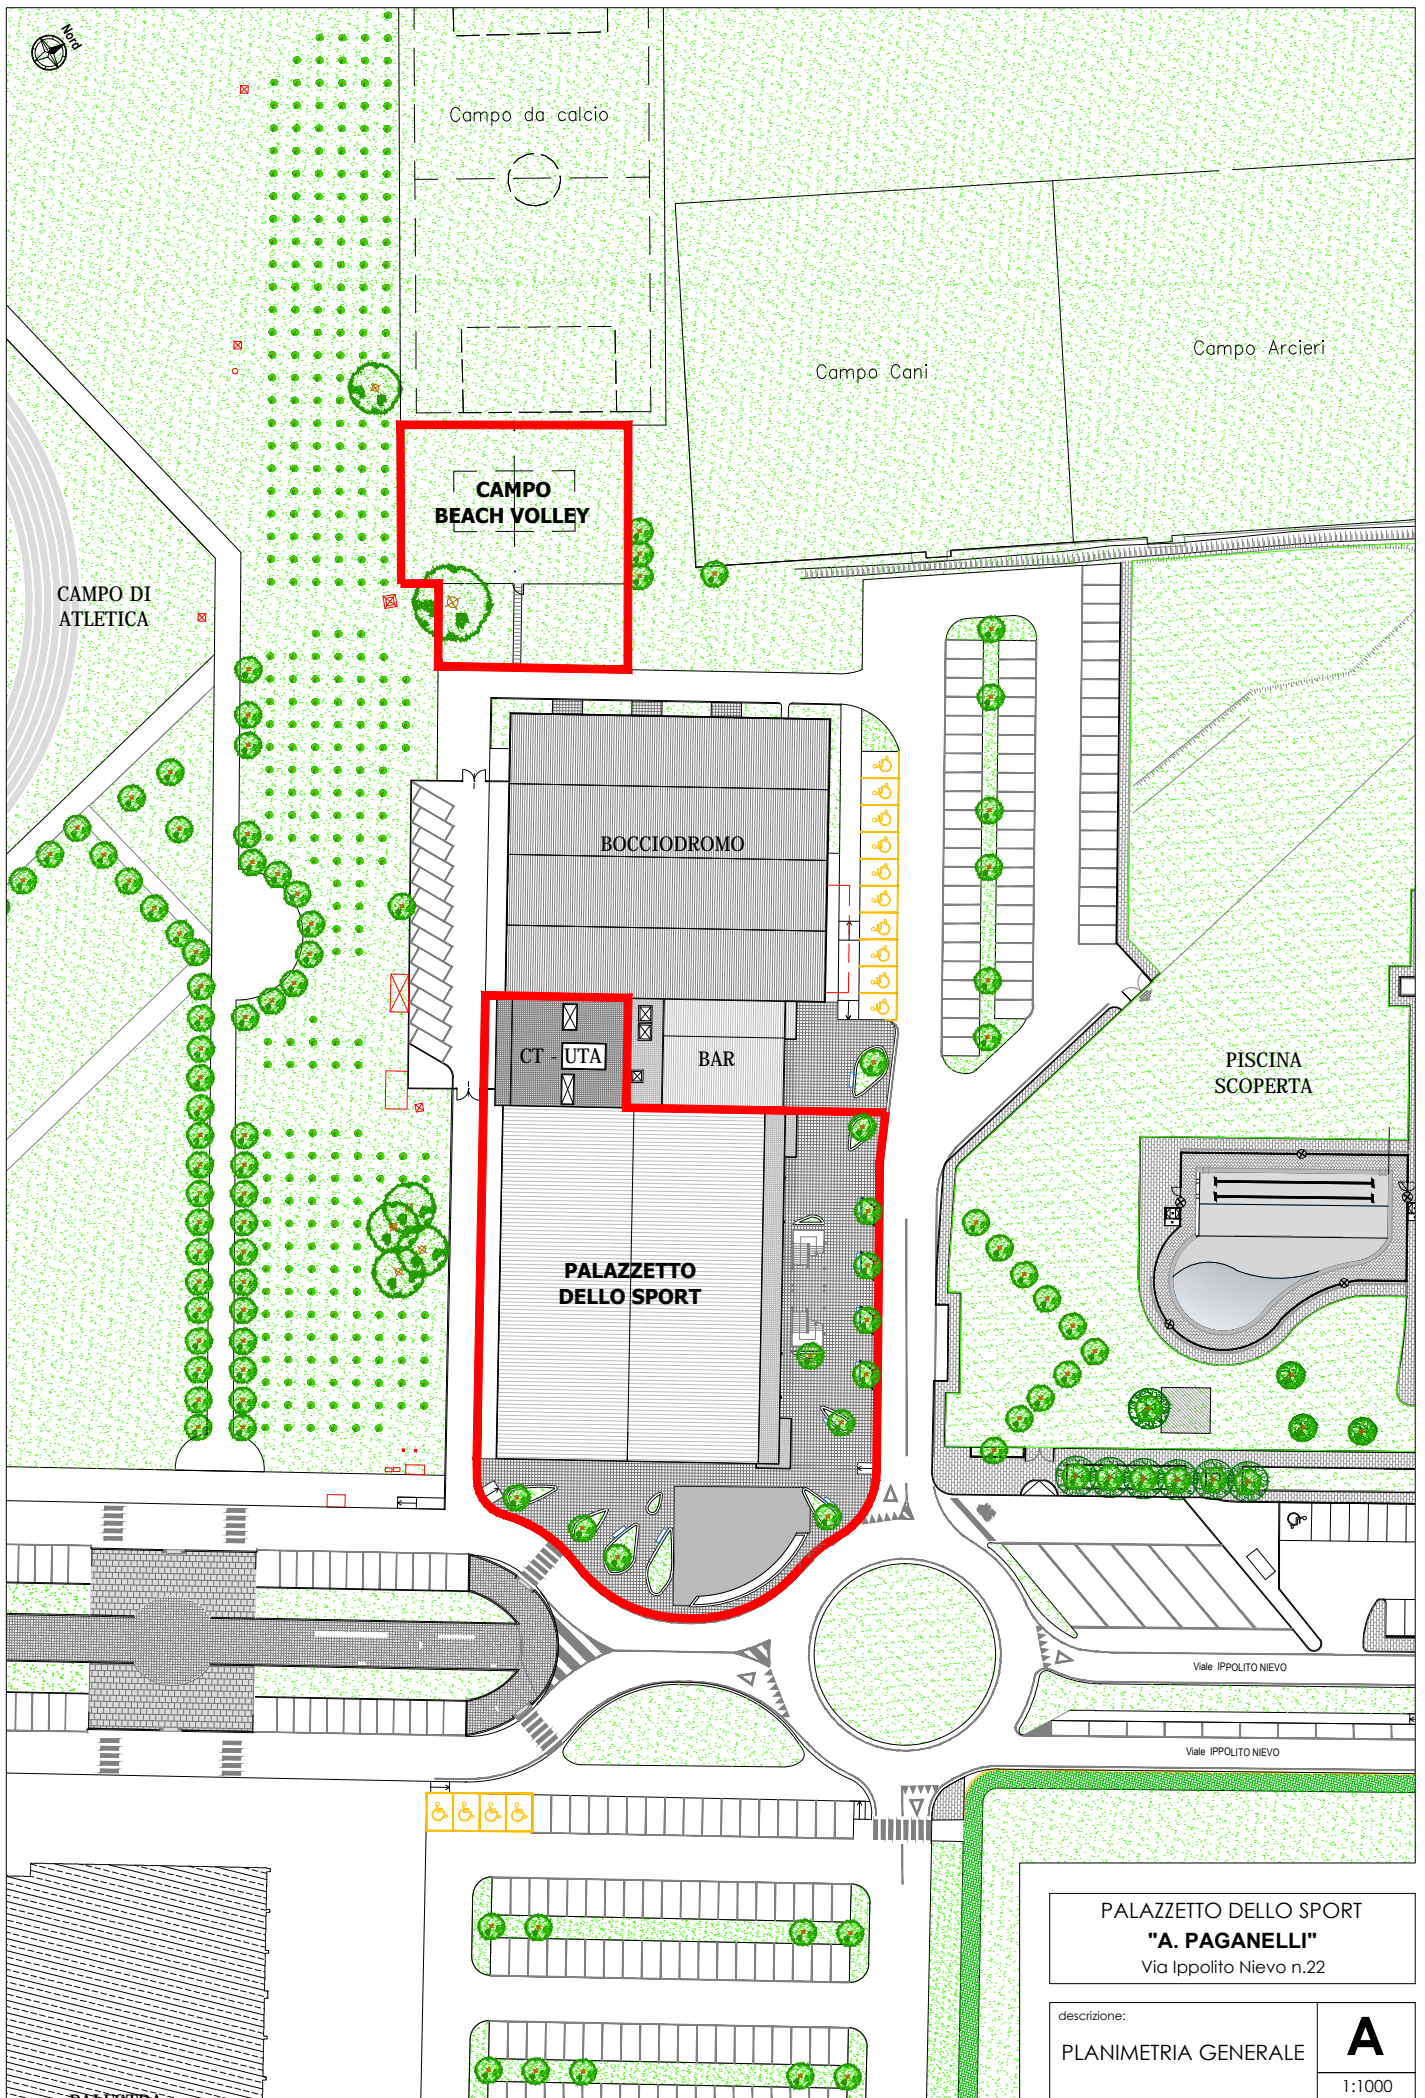 Nord
Campo da calcio
Campo Cani
Campo Arcieri
CAMPO
BEACH VOLLEY
CAMPO DI
ATLETICA
BOCCIODROMO
CT - UTA
BAR
PISCINA
SCOPERTA
PALAZZETTO
DELLO SPORT
Viale IPPOLITO NIEVO
Viale IPPOLITO NIEVO
PALAZZETTO DELLO SPORT
"A. PAGANELLI"
Via Ippolito Nievo n.22
descrizione:
PLANIMETRIA GENERALE
A
1:1000